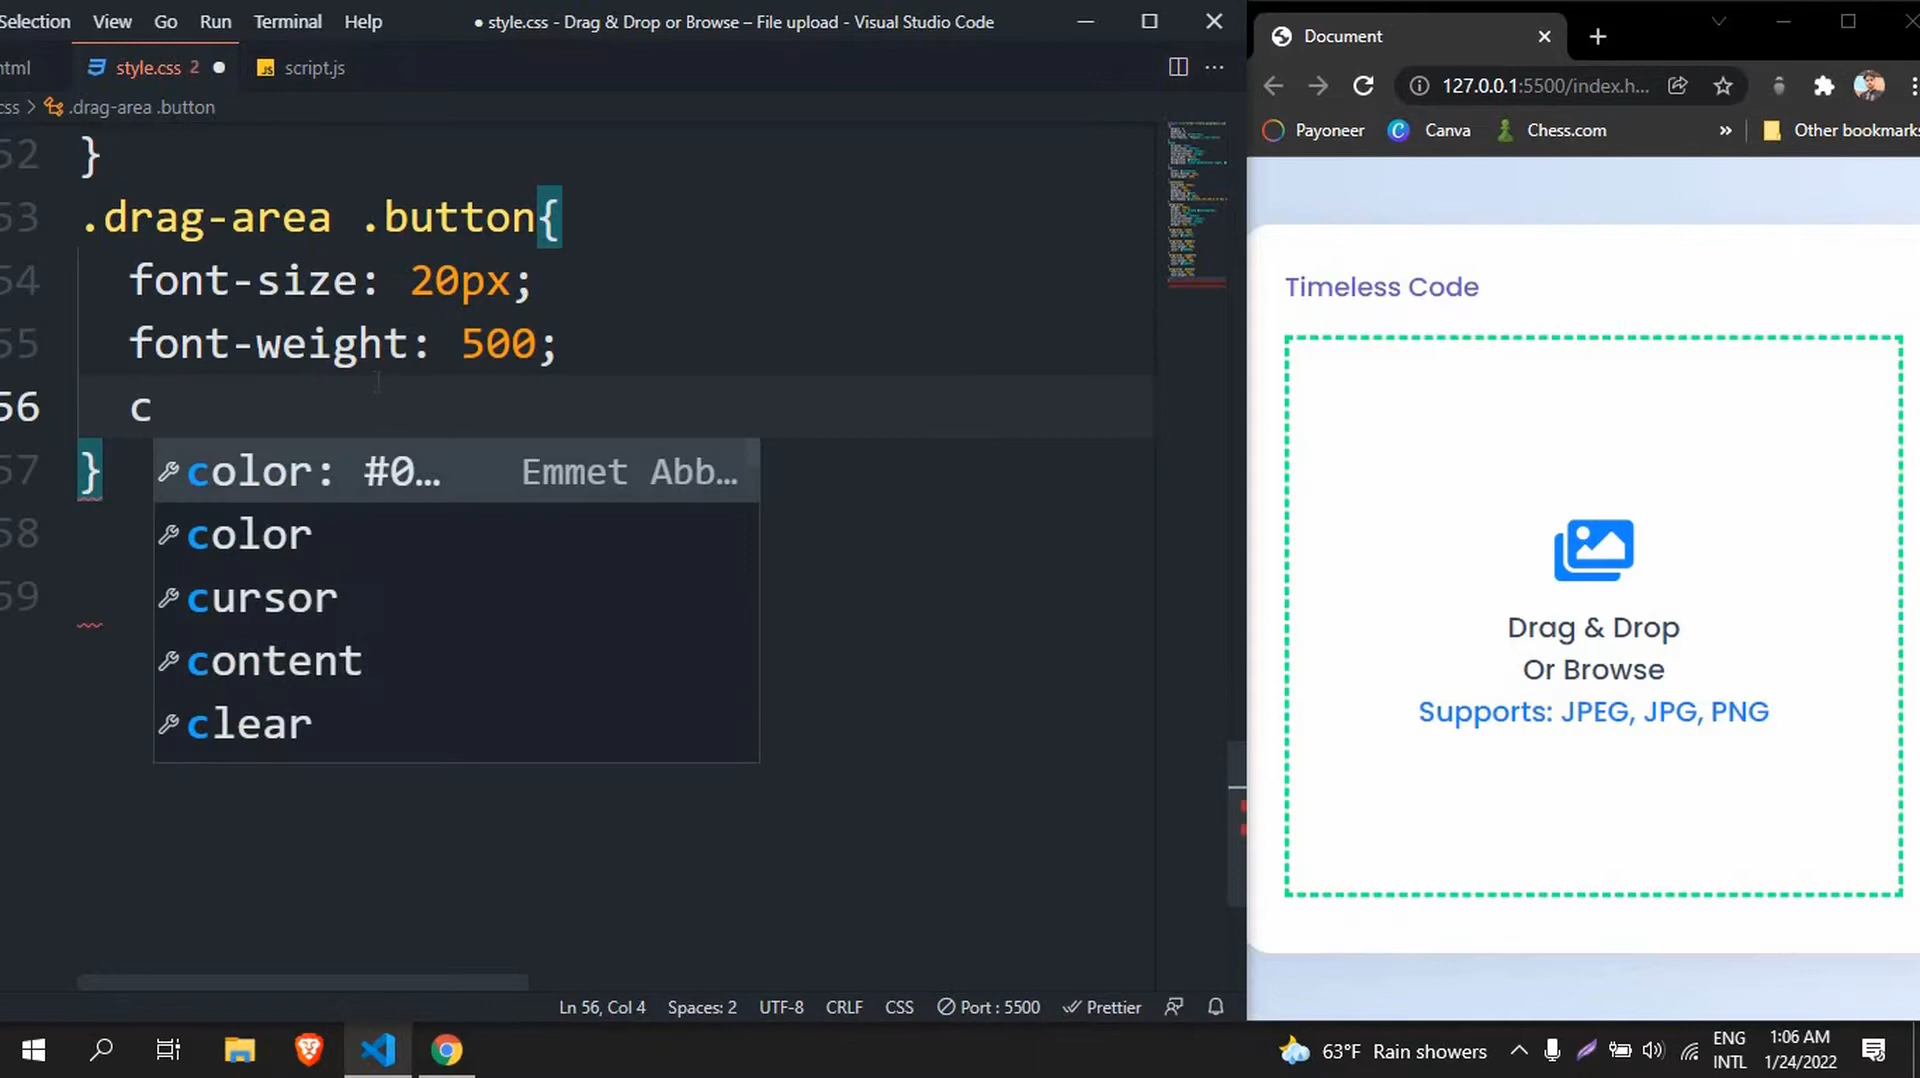 Selection View Go Run Terminal Help ● style.css - Drag & Drop or Browse – File upload - Visual Studio Code
html style.css 2 JS script.js
css > .drag-area .button
52 }
53 .drag-area .button{
54 font-size: 20px;
55 font-weight: 500;
56 c
57 }
58
59
color: #0… Emmet Abb…
color
cursor
content
clear
Ln 56, Col 4 Spaces: 2 UTF-8 CRLF CSS Port : 5500 Prettier
Document
127.0.0.1:5500/index.h...
Payoneer Canva Chess.com » Other bookmarks
Timeless Code
Drag & Drop
Or Browse
Supports: JPEG, JPG, PNG
63°F Rain showers
ENG
INTL
1:06 AM
1/24/2022